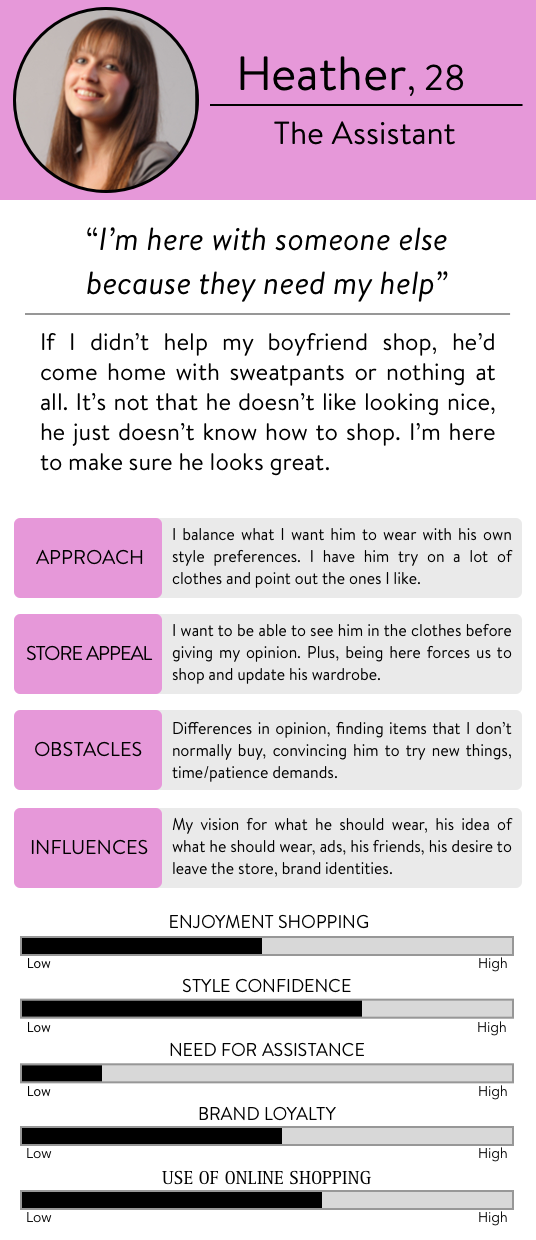 Heather, 28
The Assistant
“I’m here with someone else
because they need my help”
If I didn’t help my boyfriend shop, he’d
come home with sweatpants or nothing at
all. It’s not that he doesn’t like looking nice,
he just doesn’t know how to shop. I’m here
to make sure he looks great.
APPROACH
I balance what I want him to wear with his own
style preferences. I have him try on a lot of
clothes and point out the ones I like.
STORE APPEAL
I want to be able to see him in the clothes before
giving my opinion. Plus, being here forces us to
shop and update his wardrobe.
OBSTACLES
Differences in opinion, finding items that I don’t
normally buy, convincing him to try new things,
time/patience demands.
INFLUENCES
My vision for what he should wear, his idea of
what he should wear, ads, his friends, his desire to
leave the store, brand identities.
ENJOYMENT SHOPPING
Low High
STYLE CONFIDENCE
Low High
NEED FOR ASSISTANCE
Low High
BRAND LOYALTY
Low High
USE OF ONLINE SHOPPING
Low High